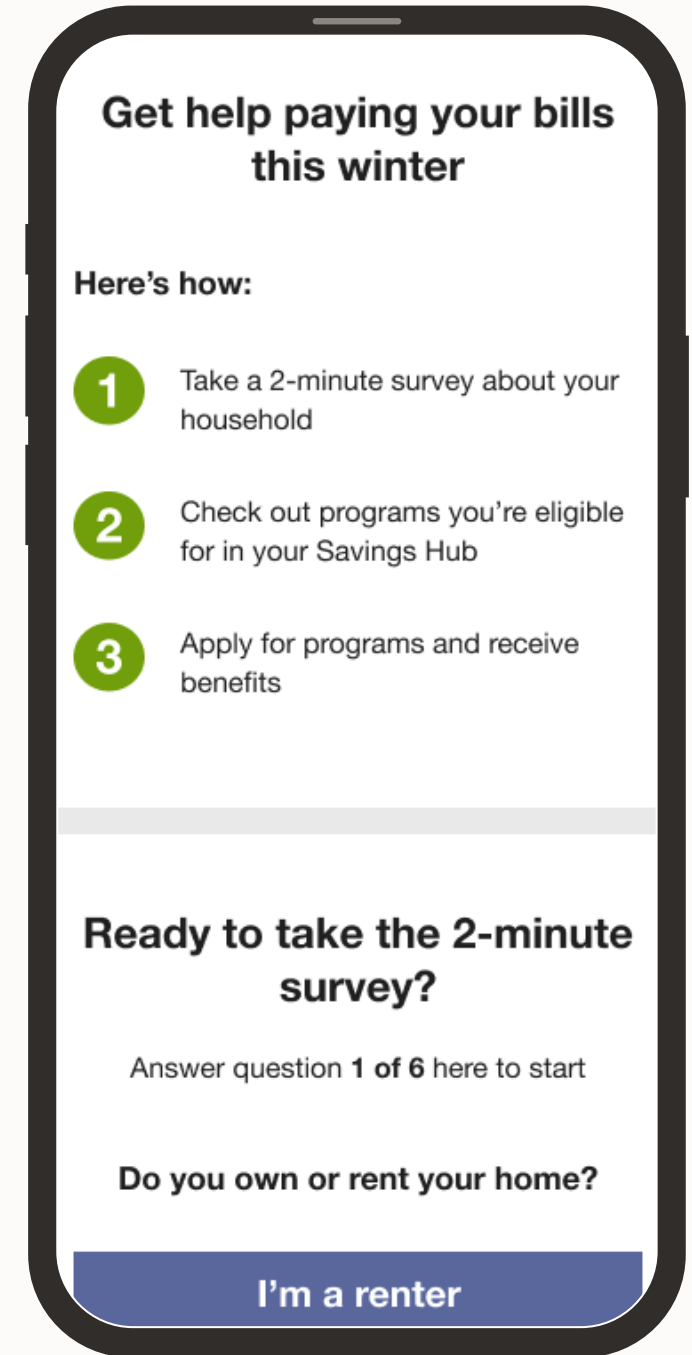 Get help paying your bills
this winter
Here’s how:
1
Take a 2-minute survey about your
household
2
Check out programs you’re eligible
for in your Savings Hub
3
Apply for programs and receive
benefits
Ready to take the 2-minute
survey?
Answer question 1 of 6 here to start
Do you own or rent your home?
I’m a renter